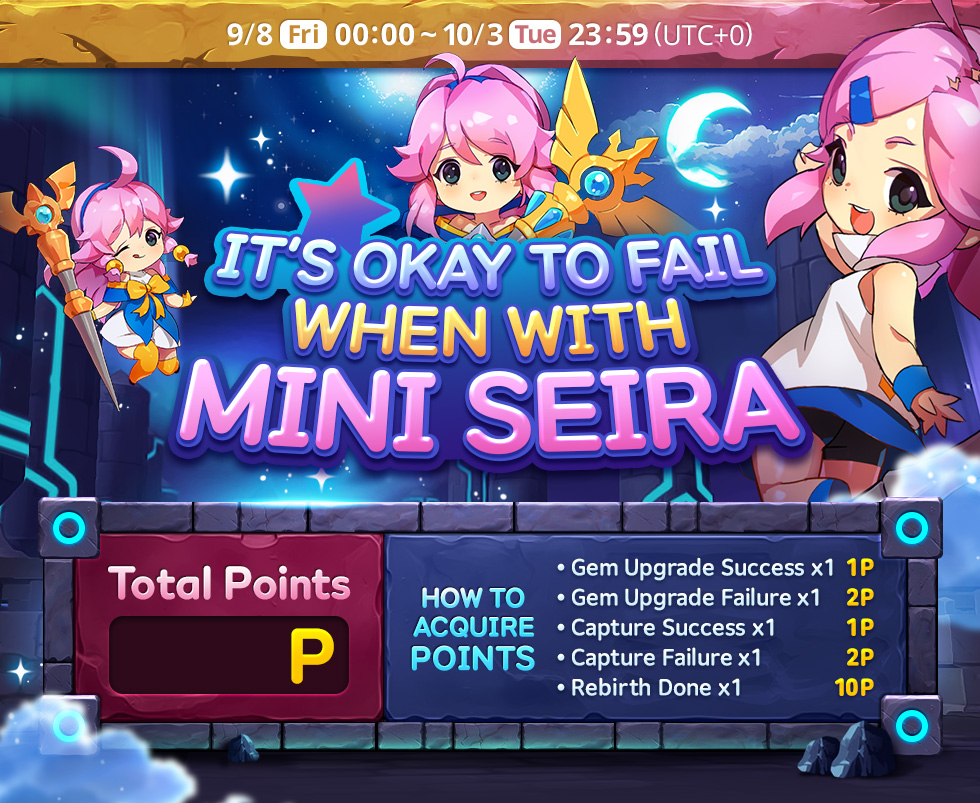 9/8 Fri 00:00 ~ 10/3 Tue 23:59 (UTC+0)
IT'S OKAY TO FAIL
WHEN WITH
MINI SEIRA
Total Points
P
HOW TO
ACQUIRE
POINTS
• Gem Upgrade Success x1 1P
• Gem Upgrade Failure x1 2P
• Capture Success x1 1P
• Capture Failure x1 2P
• Rebirth Done x1 10P